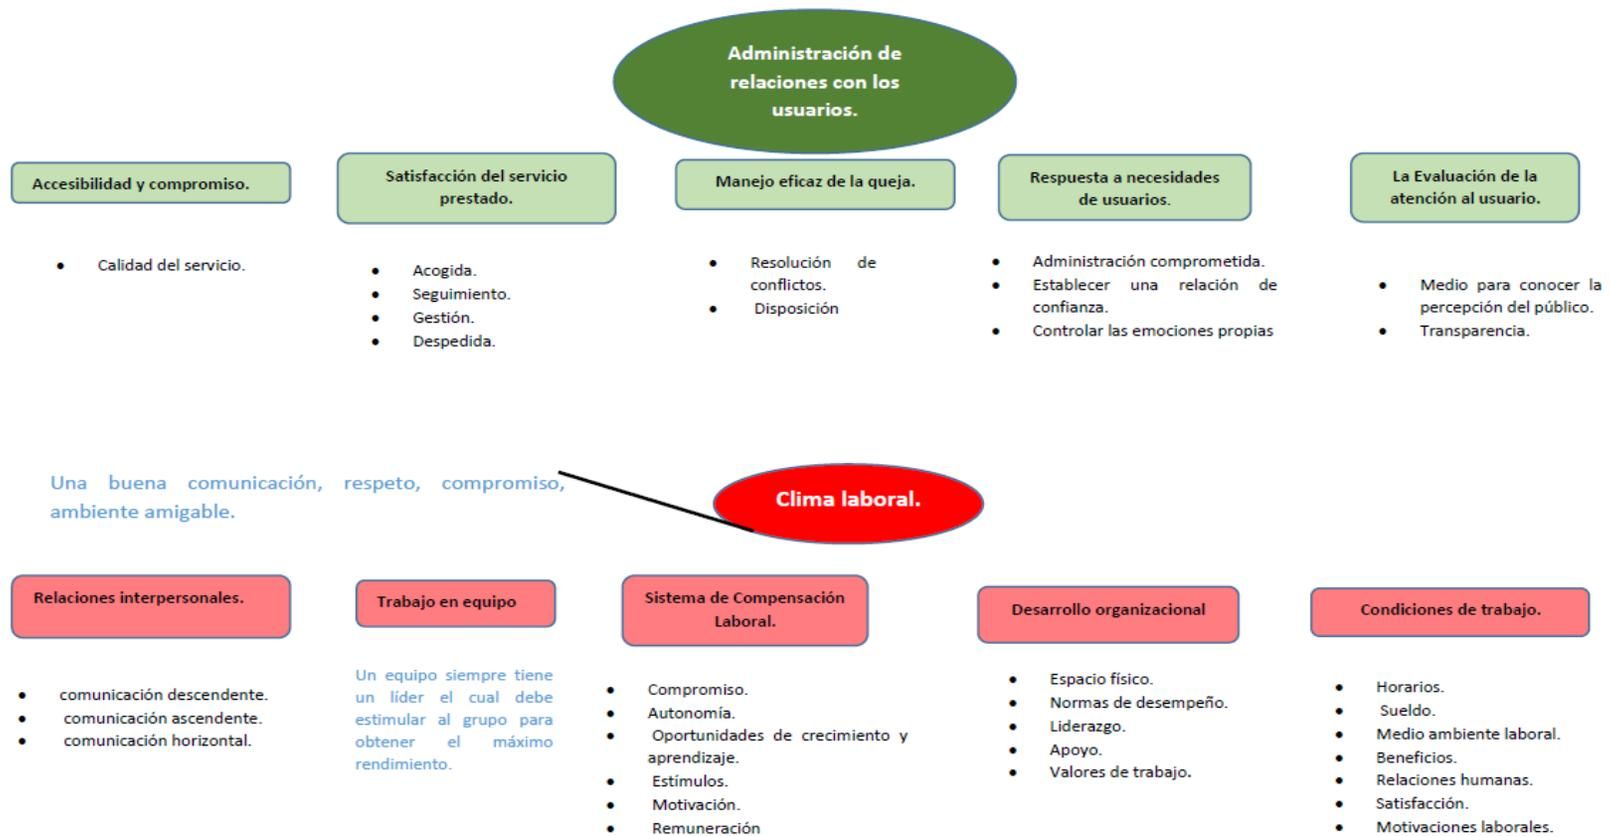 Administración de
relaciones con los
usuarios.
Accesibilidad y compromiso.
Satisfacción del servicio
prestado.
Manejo eficaz de la queja.
Respuesta a necesidades
de usuarios.
La Evaluación de la
atención al usuario.
• Calidad del servicio.
• Acogida.
• Seguimiento.
• Gestión.
• Despedida.
• Resolución de
conflictos.
• Disposición
• Administración comprometida.
• Establecer una relación de
confianza.
• Controlar las emociones propias
• Medio para conocer la
percepción del público.
• Transparencia.
Una buena comunicación, respeto, compromiso,
ambiente amigable.
Clima laboral.
Relaciones interpersonales.
Trabajo en equipo
Sistema de Compensación
Laboral.
Desarrollo organizacional
Condiciones de trabajo.
• comunicación descendente.
• comunicación ascendente.
• comunicación horizontal.
Un equipo siempre tiene
un líder el cual debe
estimular al grupo para
obtener el máximo
rendimiento.
• Compromiso.
• Autonomía.
• Oportunidades de crecimiento y
aprendizaje.
• Estímulos.
• Motivación.
• Remuneración
• Espacio físico.
• Normas de desempeño.
• Liderazgo.
• Apoyo.
• Valores de trabajo.
• Horarios.
• Sueldo.
• Medio ambiente laboral.
• Beneficios.
• Relaciones humanas.
• Satisfacción.
• Motivaciones laborales.